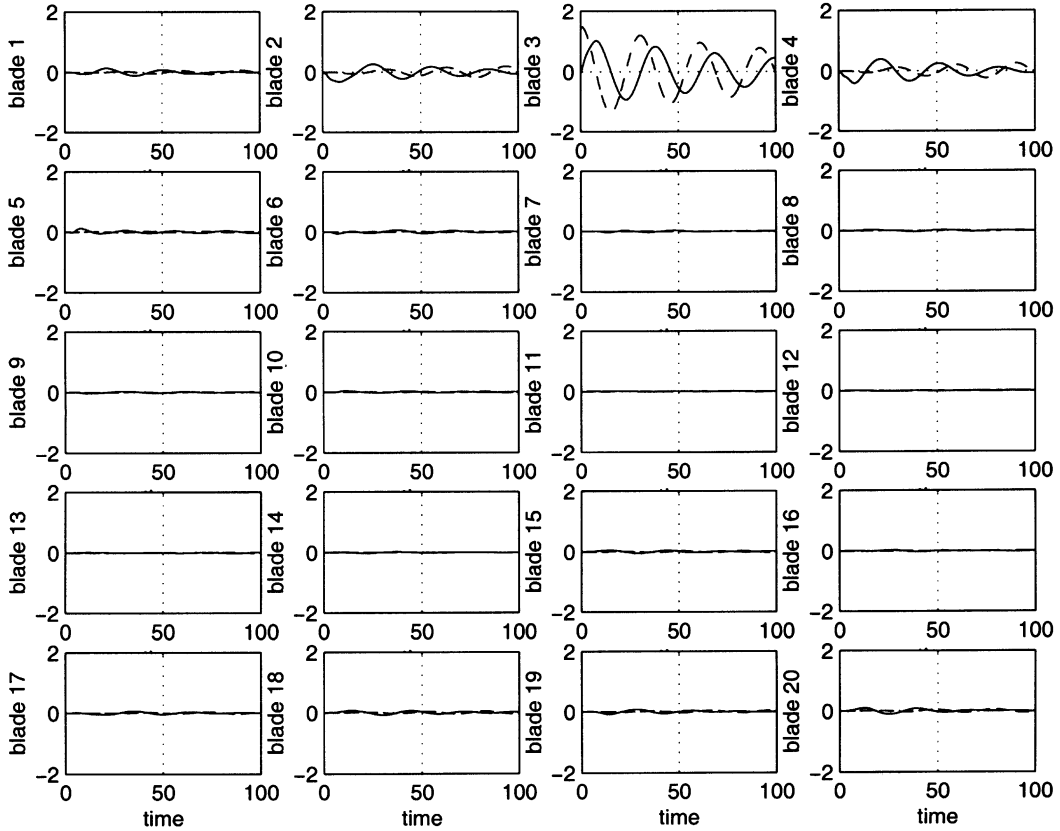 2 2 2 2
blade 1 0 blade 2 0 blade 3 0 blade 4 0
−2 −2 −2 −2
0 50 100 0 50 100 0 50 100 0 50 100
2 2 2 2
blade 5 0 blade 6 0 blade 7 0 blade 8 0
−2 −2 −2 −2
0 50 100 0 50 100 0 50 100 0 50 100
2 2 2 2
blade 9 0 blade 10 0 blade 11 0 blade 12 0
−2 −2 −2 −2
0 50 100 0 50 100 0 50 100 0 50 100
2 2 2 2
blade 13 0 blade 14 0 blade 15 0 blade 16 0
−2 −2 −2 −2
0 50 100 0 50 100 0 50 100 0 50 100
2 2 2 2
blade 17 0 blade 18 0 blade 19 0 blade 20 0
−2 −2 −2 −2
0 50 100 0 50 100 0 50 100 0 50 100
time time time time